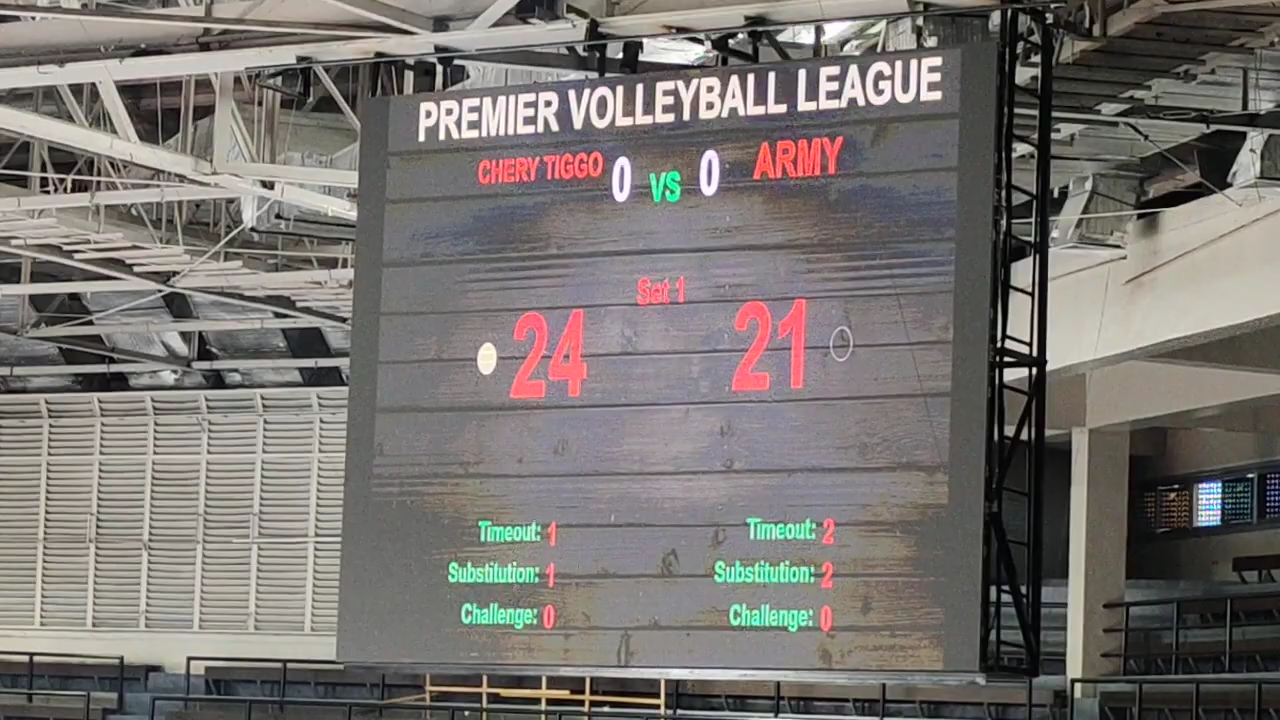 PREMIER VOLLEYBALL LEAGUE
CHERY TIGGO 0 VS 0 ARMY
Set 1
24 21
Timeout: 1 Timeout: 2
Substitution: 1 Substitution: 2
Challenge: 0 Challenge: 0